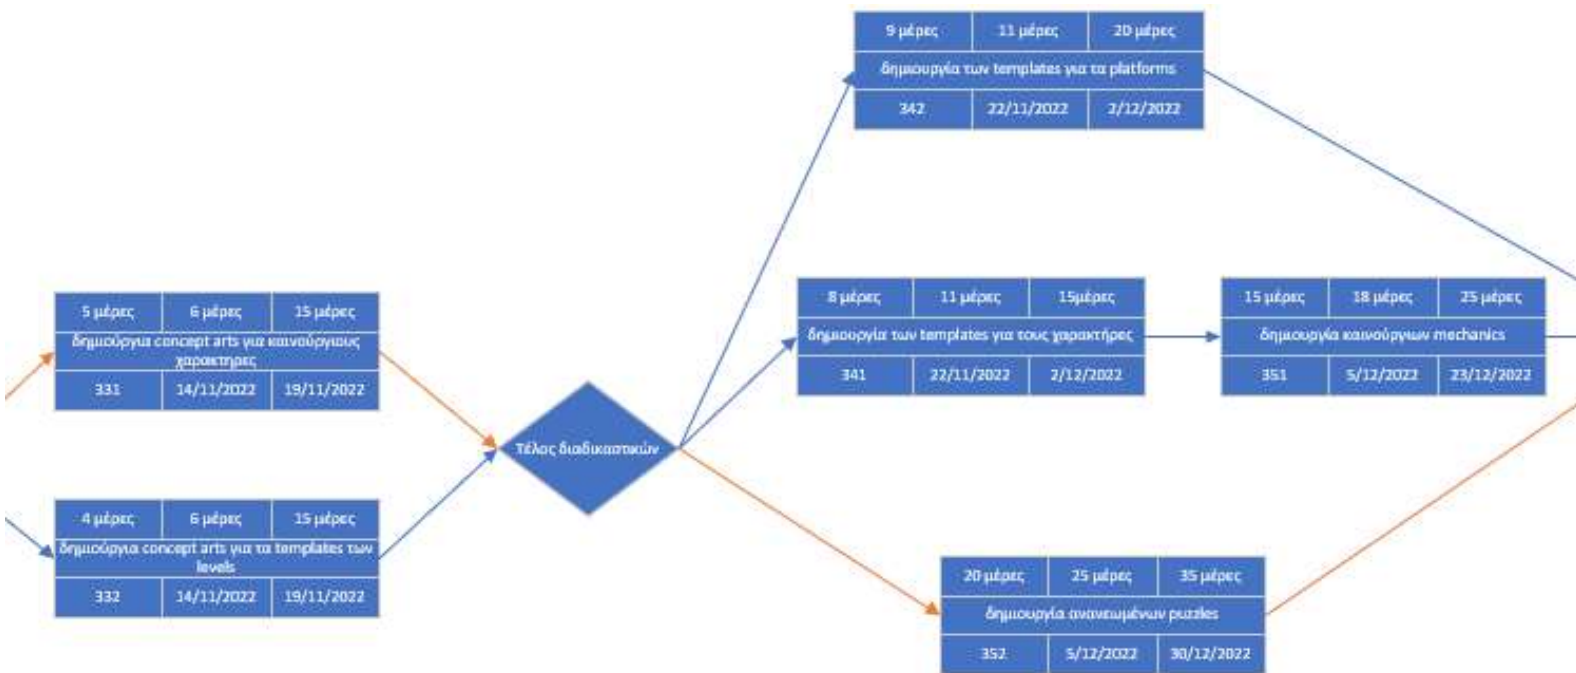 9 μέρες 11 μέρες 20 μέρες
δημιουργία των templates για τα platforms
342 22/11/2022 2/12/2022
5 μέρες 6 μέρες 15 μέρες
δημιούργια concept arts για καινούργιους
χαρακτηρες
331 14/11/2022 19/11/2022
8 μέρες 11 μέρες 15μέρες
δημιουργία των templates για τους χαρακτήρες
341 22/11/2022 2/12/2022
15 μέρες 18 μέρες 25 μέρες
δημιουργία καινούργιων mechanics
351 5/12/2022 23/12/2022
Τέλος διαδικαστικών
4 μέρες 6 μέρες 15 μέρες
δημιούργια concept arts για τα templates των
levels
332 14/11/2022 19/11/2022
20 μέρες 25 μέρες 35 μέρες
δημιουργία ανανεωμένων puzzles
352 5/12/2022 30/12/2022